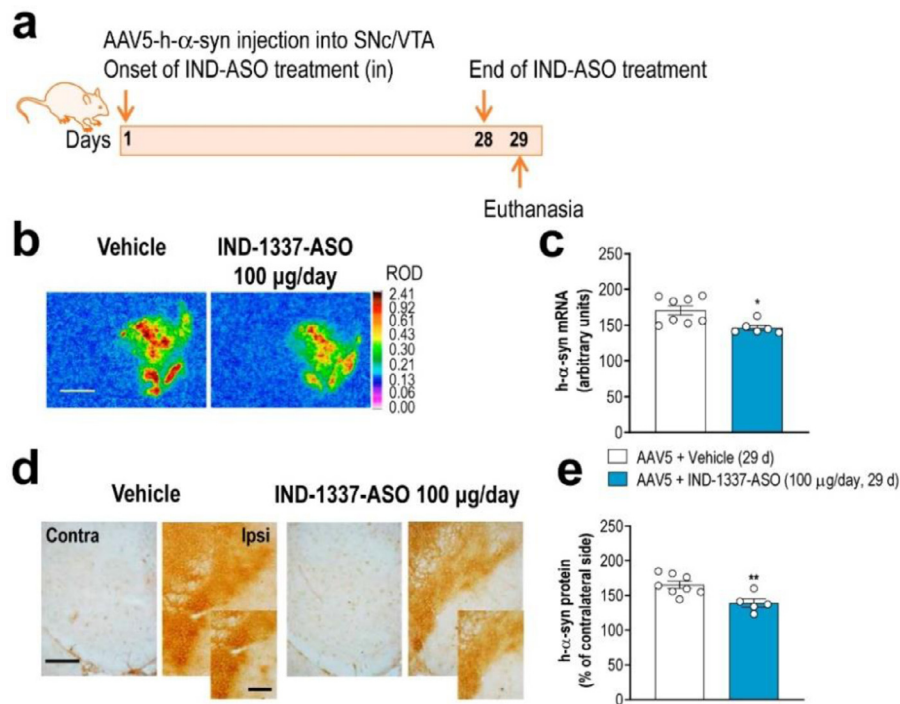 a
AAV5-h-α-syn injection into SNc/VTA
Onset of IND-ASO treatment (in)
End of IND-ASO treatment
Days
1
28
29
Euthanasia
b
Vehicle
IND-1337-ASO
100 µg/day
ROD
2.41
0.92
0.61
0.43
0.30
0.21
0.13
0.06
0.00
c
h-α-syn mRNA
(arbitrary units)
250
200
150
100
50
0
*
AAV5 + Vehicle (29 d)
AAV5 + IND-1337-ASO (100 µg/day, 29 d)
d
Vehicle
IND-1337-ASO 100 µg/day
Contra
Ipsi
e
h-α-syn protein
(% of contralateral side)
250
200
150
100
50
0
**